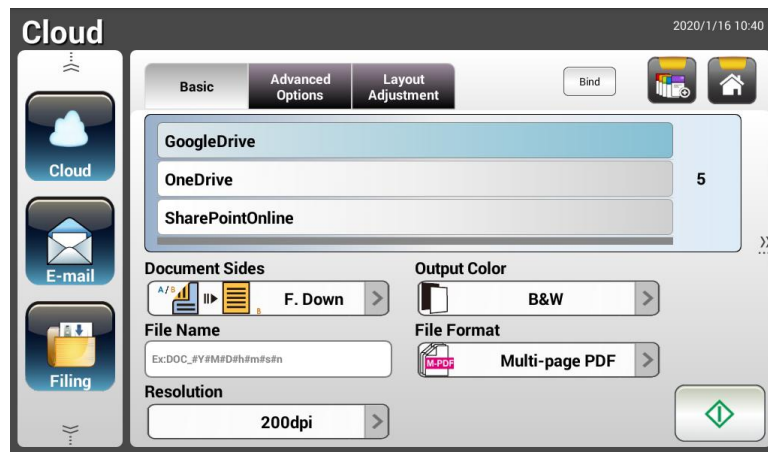 Cloud
2020/1/16 10:40
Basic
Advanced
Options
Layout
Adjustment
Bind
Cloud
E-mail
Filing
GoogleDrive
OneDrive
SharePointOnline
5
Document Sides
A/B
B
F. Down
Output Color
B&W
File Name
Ex:DOC_#Y#M#D#h#m#s#n
File Format
M-PDF
Multi-page PDF
Resolution
200dpi